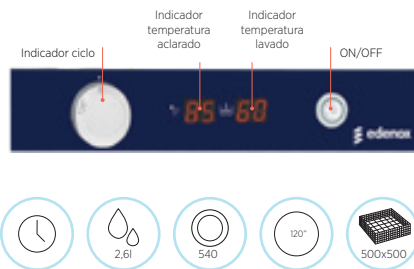 Indicador
temperatura
aclarado
Indicador
temperatura
lavado
Indicador ciclo
ON/OFF
85 60
edenox
2,6l
540
120"
500x500